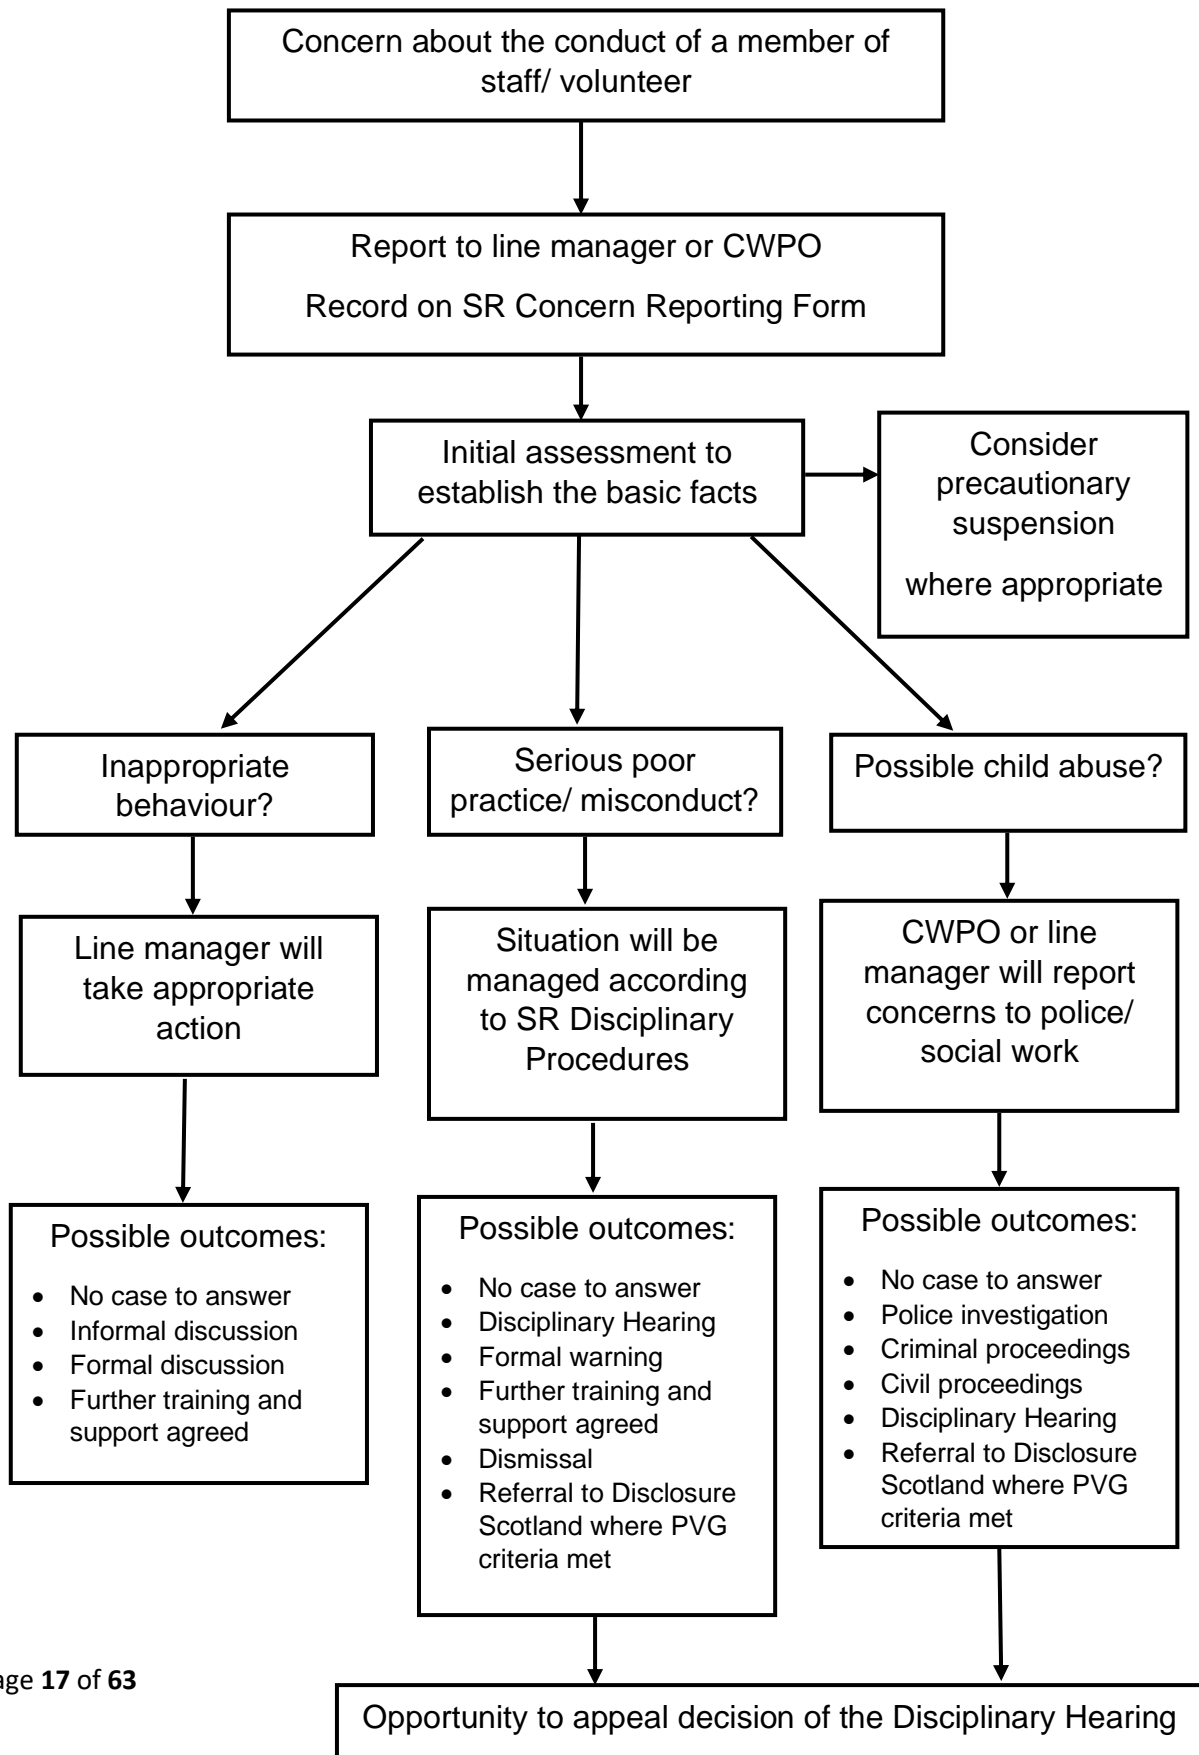 Concern about the conduct of a member of
staff/ volunteer
Report to line manager or CWPO
Record on SR Concern Reporting Form
Initial assessment to
establish the basic facts
Consider
precautionary
suspension
where appropriate
Inappropriate
behaviour?
Serious poor
practice/ misconduct?
Possible child abuse?
Line manager will
take appropriate
action
Situation will be
managed according
to SR Disciplinary
Procedures
CWPO or line
manager will report
concerns to police/
social work
Possible outcomes:
• No case to answer
• Informal discussion
• Formal discussion
• Further training and
support agreed
Possible outcomes:
• No case to answer
• Disciplinary Hearing
• Formal warning
• Further training and
support agreed
• Dismissal
• Referral to Disclosure
Scotland where PVG
criteria met
Possible outcomes:
• No case to answer
• Police investigation
• Criminal proceedings
• Civil proceedings
• Disciplinary Hearing
• Referral to Disclosure
Scotland where PVG
criteria met
age 17 of 63
Opportunity to appeal decision of the Disciplinary Hearing